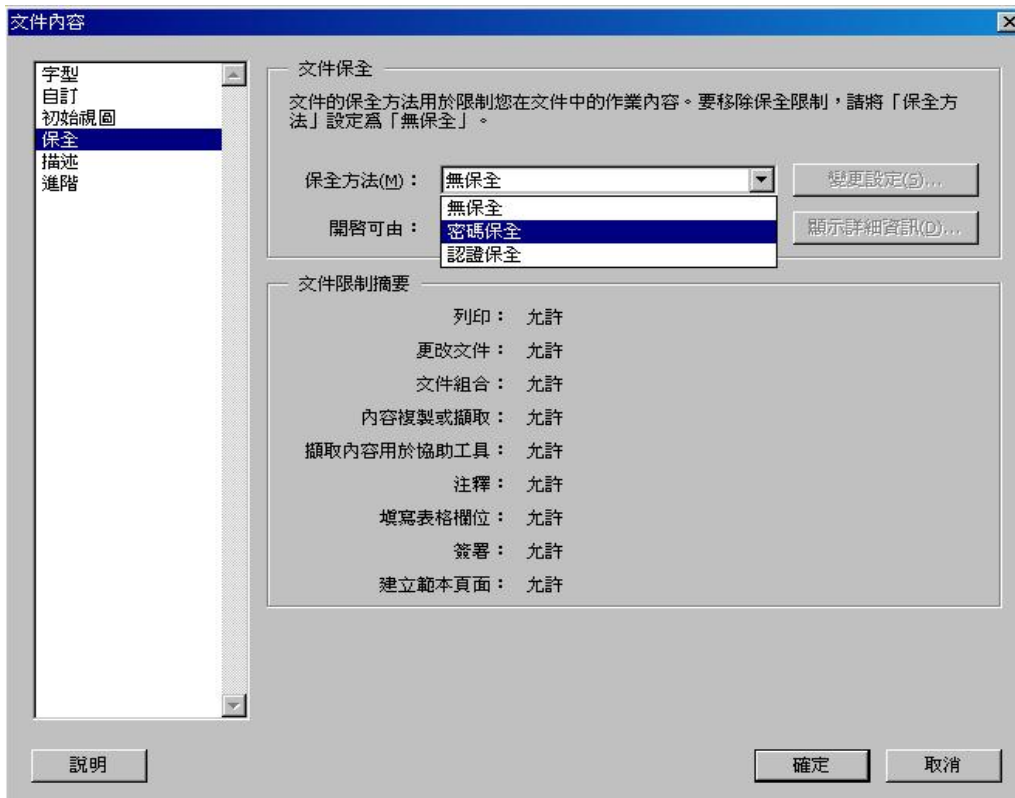 文件內容
字型
自訂
初始視圖
保全
描述
進階
文件保全
文件的保全方法用於限制您在文件中的作業內容。要移除保全限制，請將「保全方
法」設定為「無保全」。
保全方法(M)： 無保全 變更設定(S)...
無保全
開啓可由： 密碼保全 顯示詳細資訊(D)...
認證保全
文件限制摘要
列印： 允許
更改文件： 允許
文件組合： 允許
內容複製或擷取： 允許
擷取內容用於協助工具： 允許
注釋： 允許
填寫表格欄位： 允許
簽署： 允許
建立範本頁面： 允許
說明 確定 取消